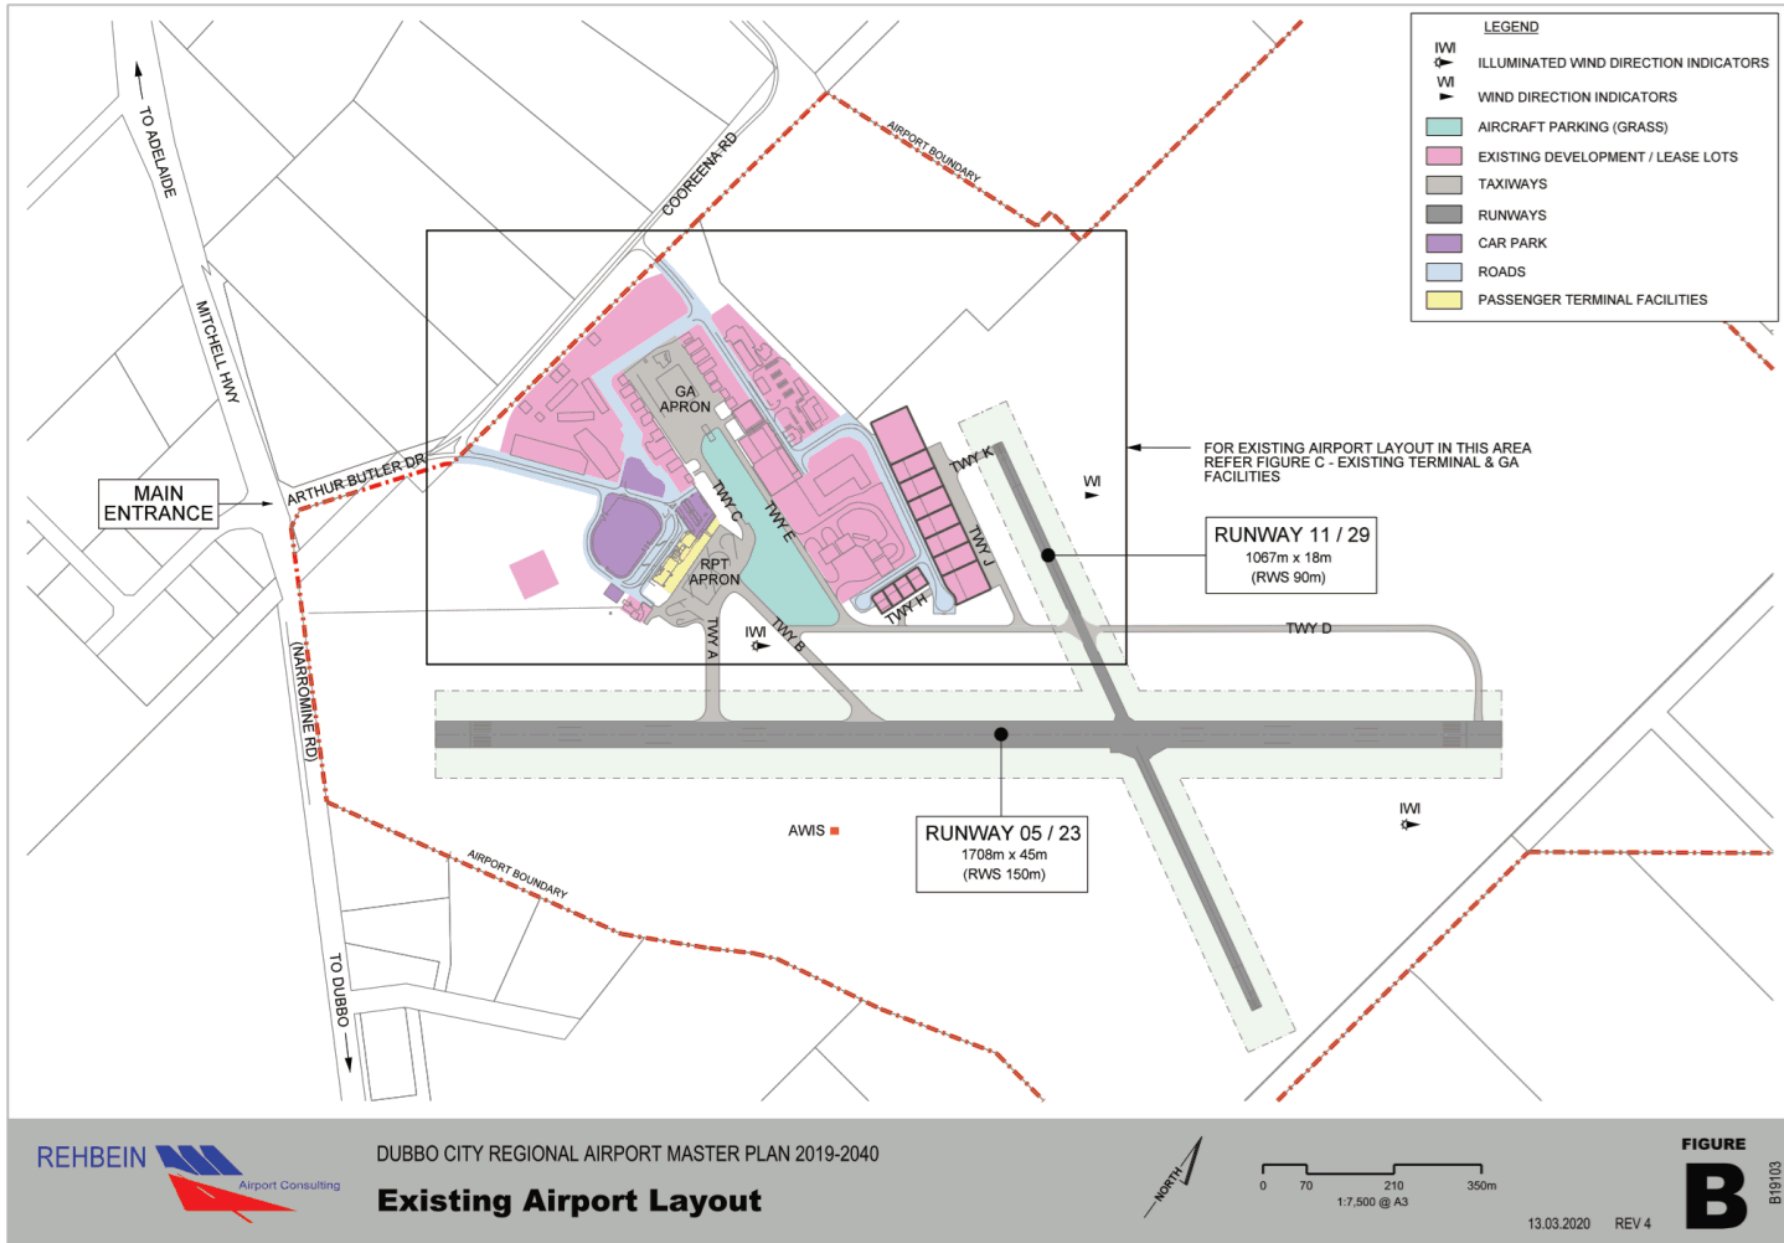 LEGEND
IWI
ILLUMINATED WIND DIRECTION INDICATORS
WI
WIND DIRECTION INDICATORS
AIRCRAFT PARKING (GRASS)
EXISTING DEVELOPMENT / LEASE LOTS
TAXIWAYS
RUNWAYS
CAR PARK
ROADS
PASSENGER TERMINAL FACILITIES
TO ADELAIDE
COOREENA RD
AIRPORT BOUNDARY
MITCHELL HWY
GA
APRON
FOR EXISTING AIRPORT LAYOUT IN THIS AREA
REFER FIGURE C - EXISTING TERMINAL & GA
FACILITIES
TWY K
ARTHUR BUTLER DR
MAIN
ENTRANCE
WI
TWY C
TWY E
TWY J
RUNWAY 11 / 29
1067m x 18m
(RWS 90m)
RPT
APRON
TWY H
TWY A
IWI
TWY B
TWY D
(NARROMINE RD)
IWI
AWIS
RUNWAY 05 / 23
1708m x 45m
(RWS 150m)
AIRPORT BOUNDARY
TO DUBBO
REHBEIN
Airport Consulting
DUBBO CITY REGIONAL AIRPORT MASTER PLAN 2019-2040
Existing Airport Layout
NORTH
0 70 210 350m
1:7,500 @ A3
13.03.2020 REV 4
FIGURE
B
B19103